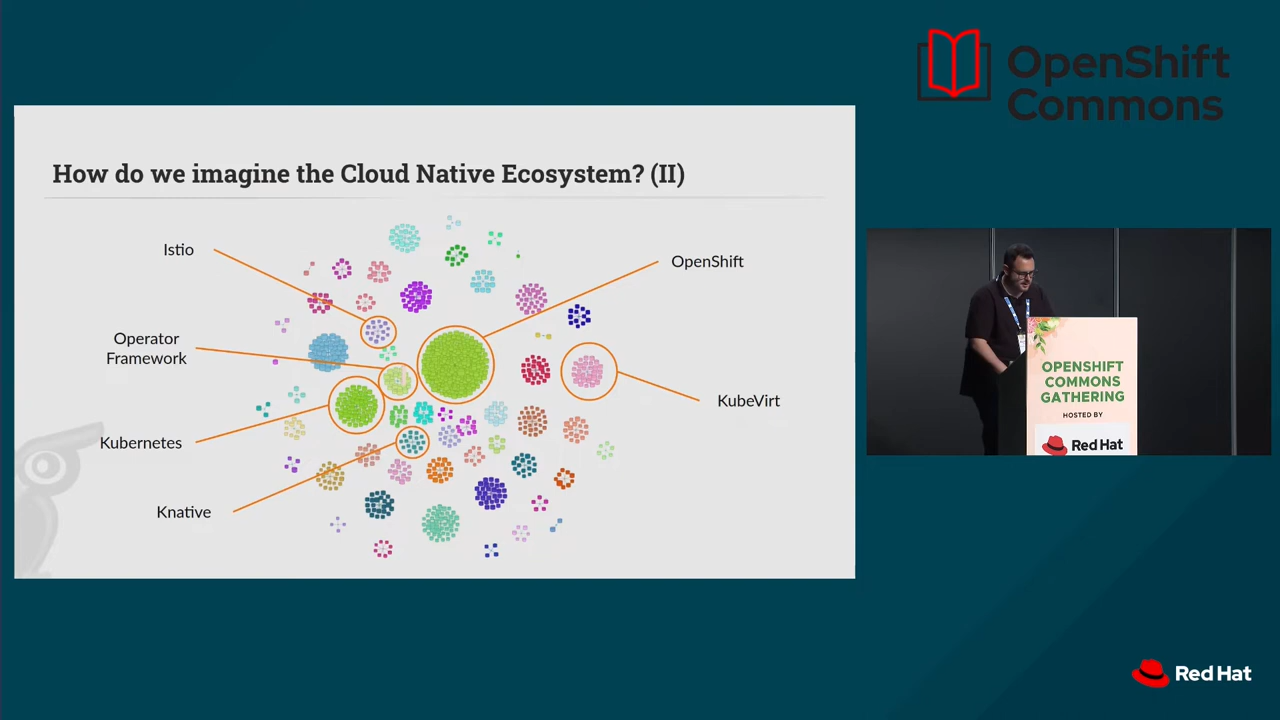 OpenShift
Commons
How do we imagine the Cloud Native Ecosystem? (II)
Istio
OpenShift
Operator
Framework
KubeVirt
Kubernetes
Knative
OPENSHIFT
COMMONS
GATHERING
HOSTED BY
Red Hat
Red Hat